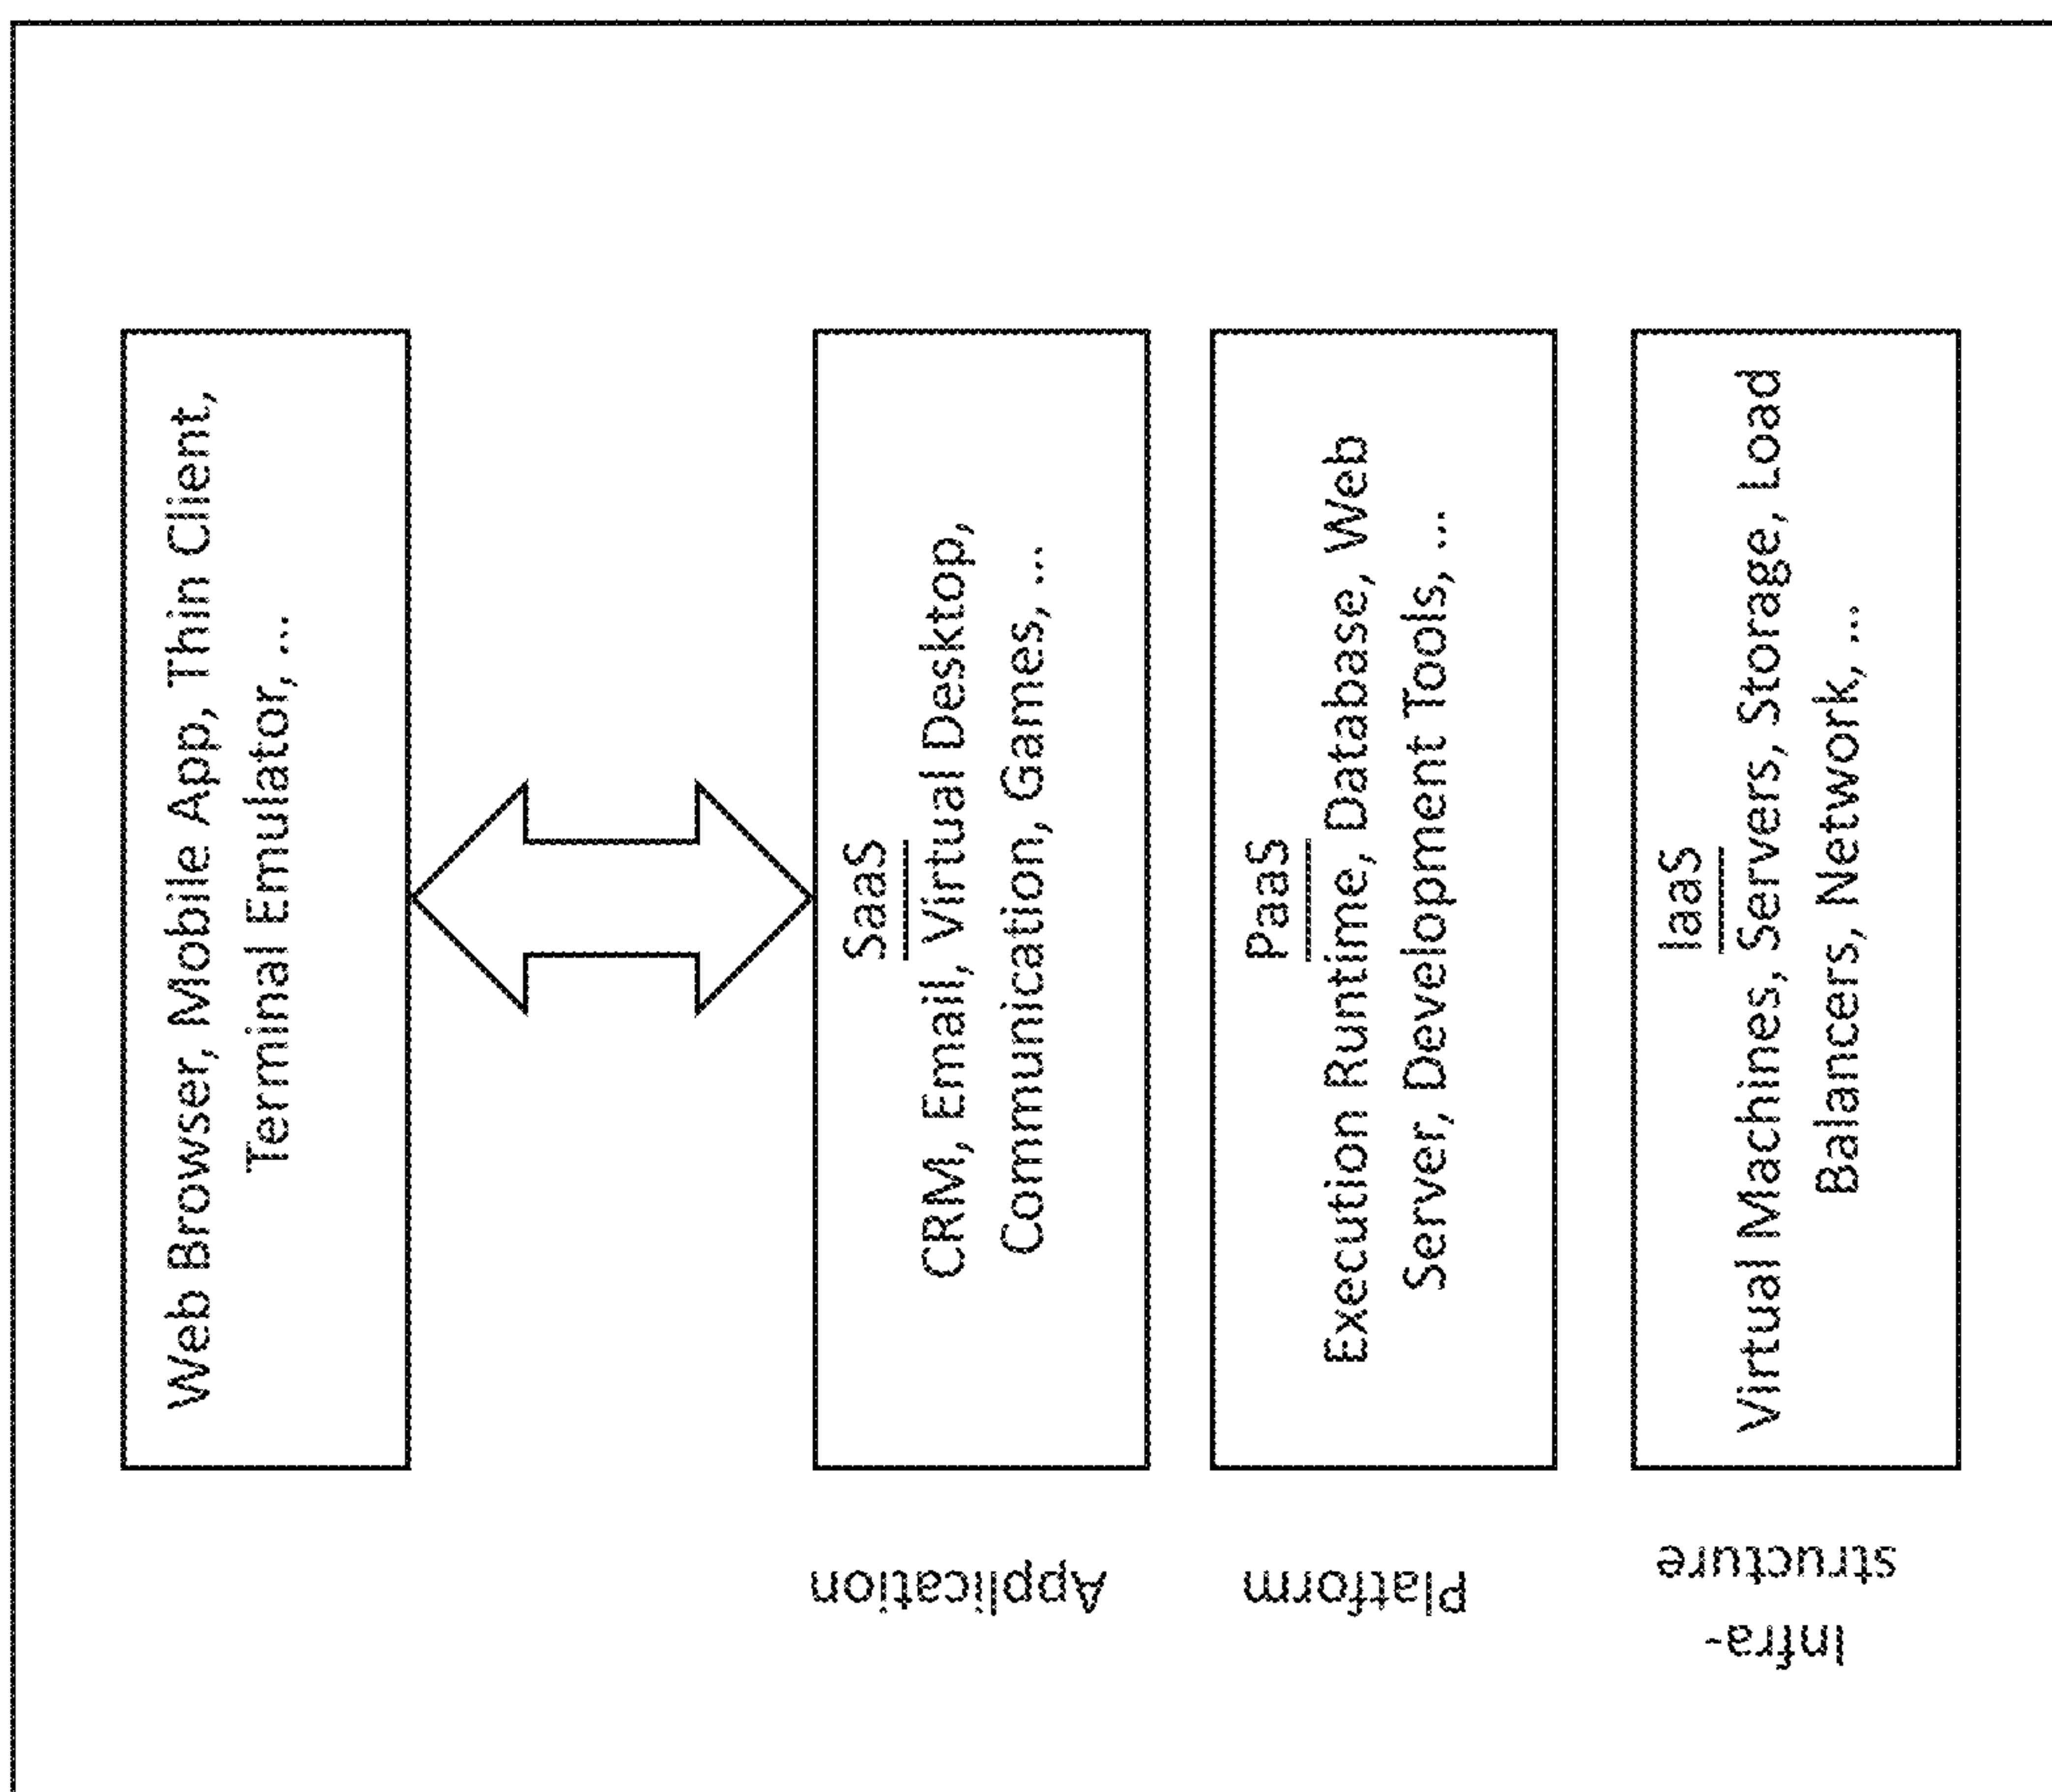 Web Browser, Mobile App, Thin Client,
Terminal Emulator, ...
Application
SaaS
CRM, Email, Virtual Desktop,
Communication, Games, ...
Platform
PaaS
Execution Runtime, Database, Web
Server, Development Tools, ...
Infra-
structure
IaaS
Virtual Machines, Servers, Storage, Load
Balancers, Network, ...